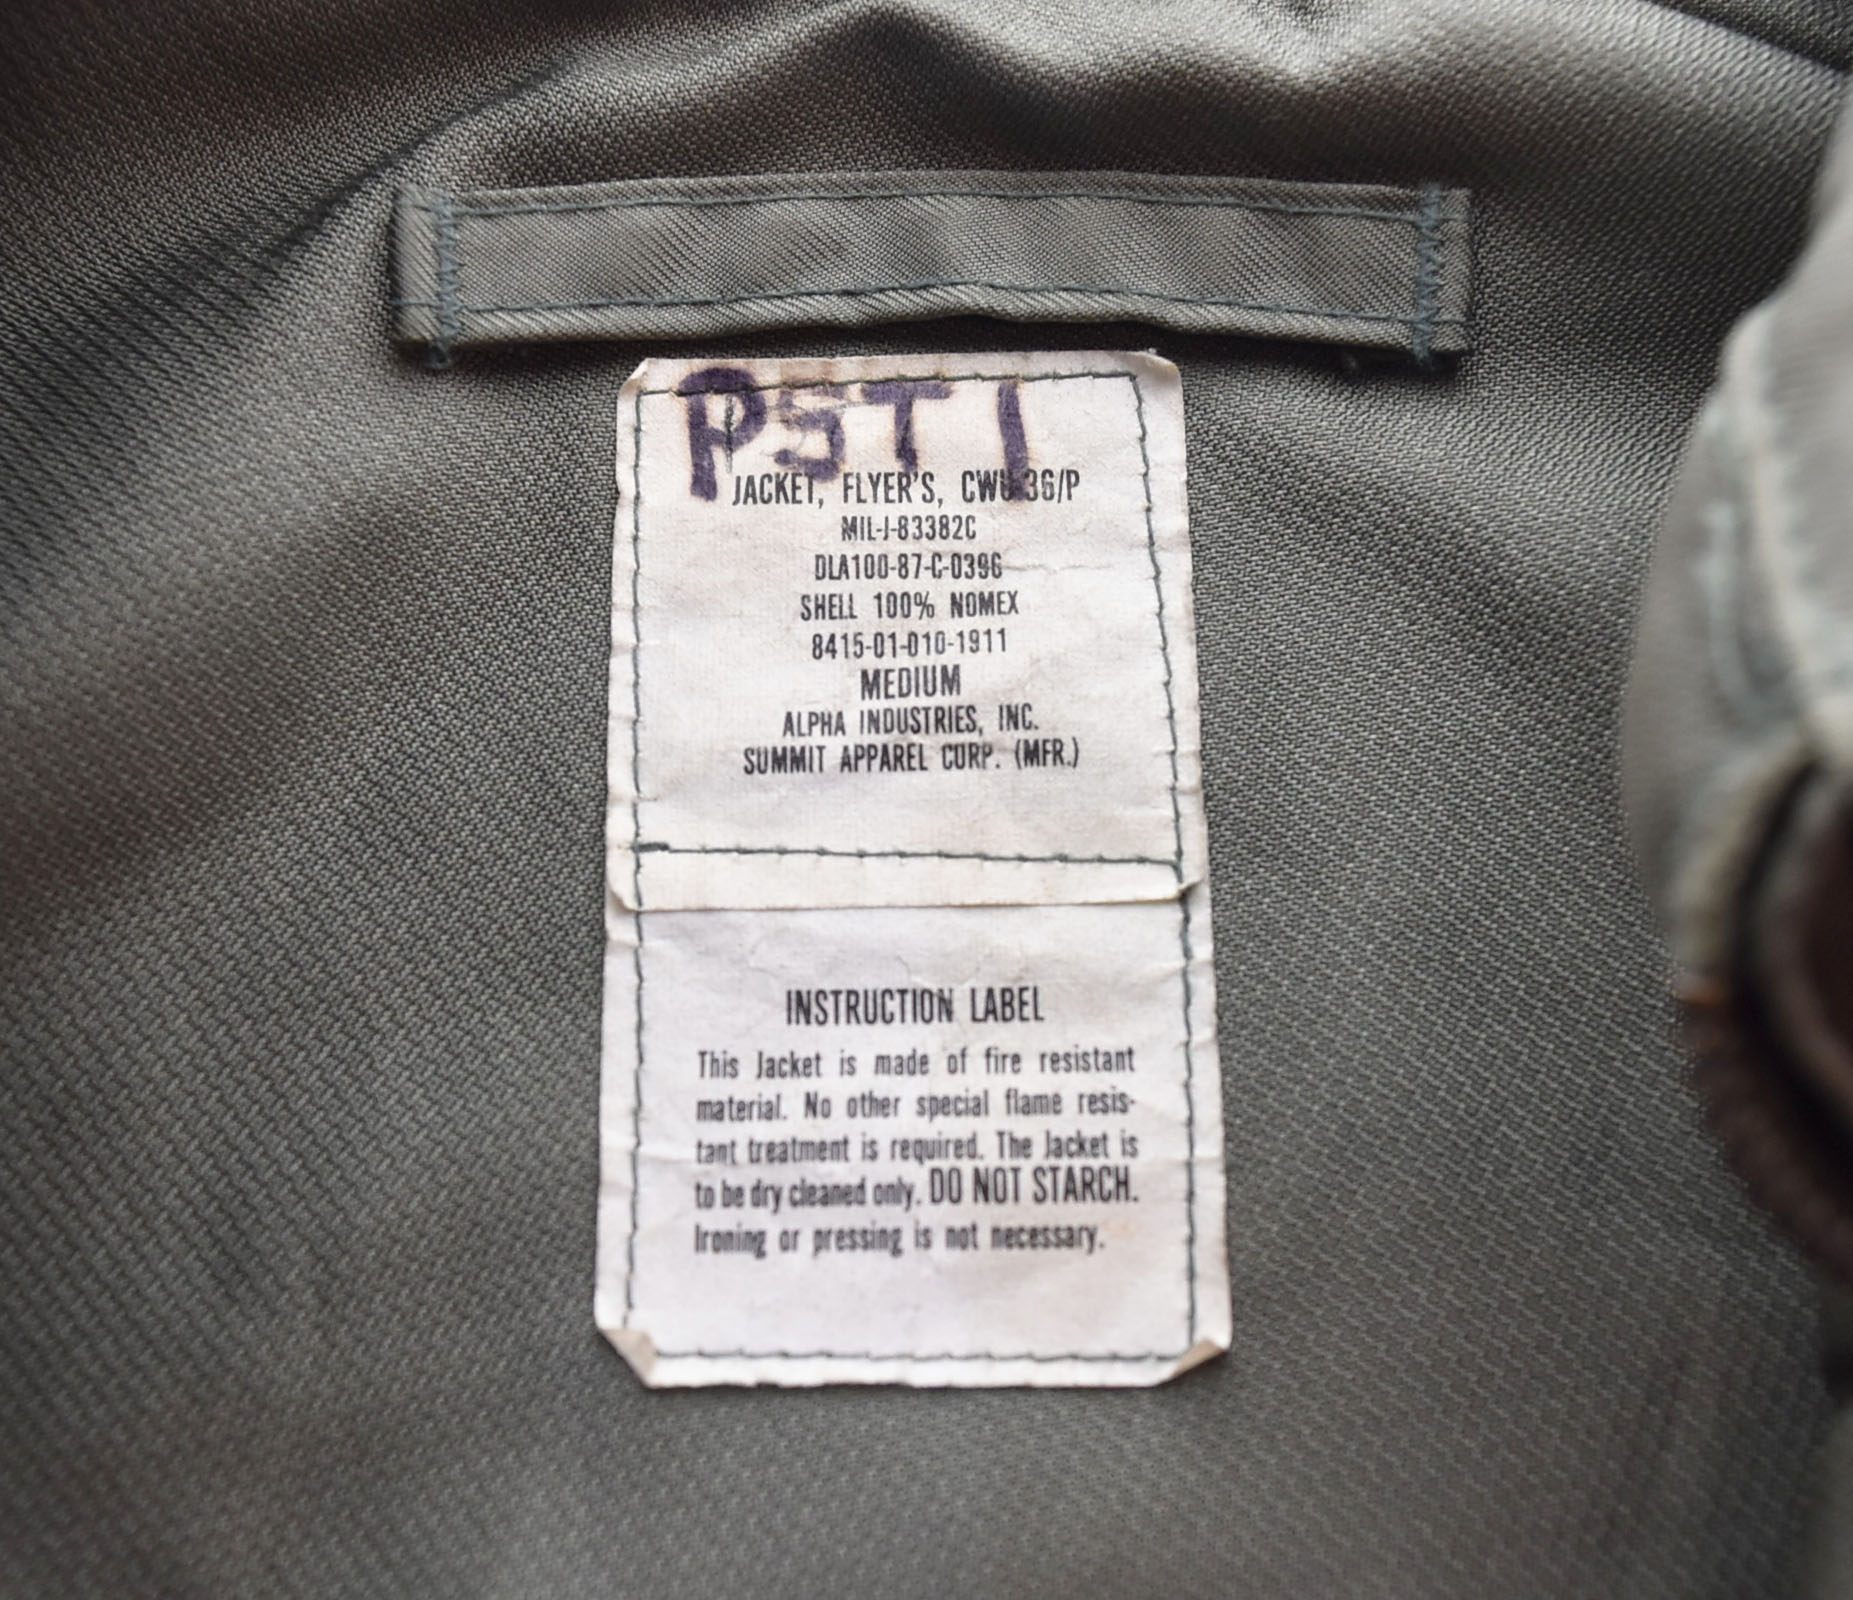 PST1
JACKET, FLYER'S, CWU 36/P
MIL-J-83382C
DLA100-87-C-0396
SHELL 100% NOMEX
8415-01-010-1911
MEDIUM
ALPHA INDUSTRIES, INC.
SUMMIT APPAREL CORP. (MFR.)
INSTRUCTION LABEL
This Jacket is made of fire resistant
material. No other special flame resis-
tant treatment is required. The Jacket is
to be dry cleaned only. DO NOT STARCH.
Ironing or pressing is not necessary.